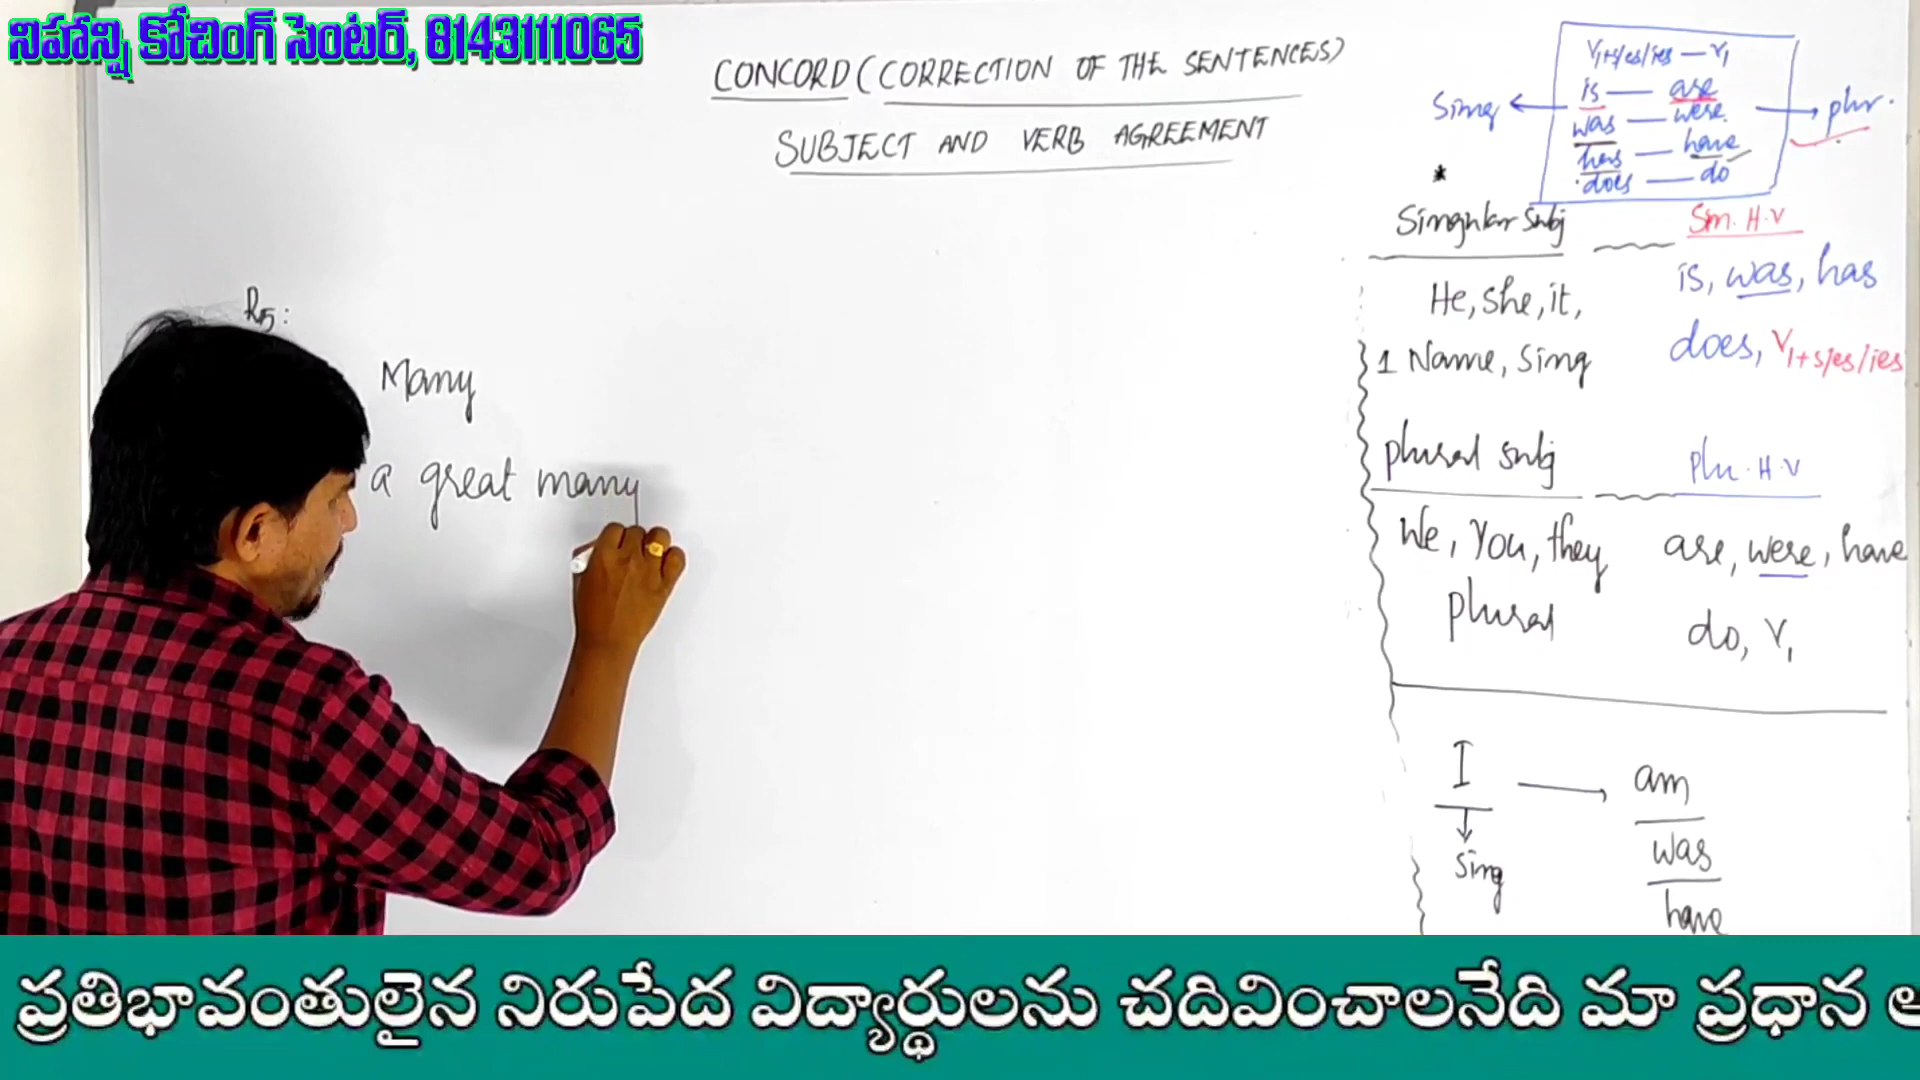 నిహాన్షి కోచింగ్ సెంటర్, 8143111065
CONCORD (CORRECTION OF THE SENTENCES)
SUBJECT AND VERB AGREEMENT
R5:
Many
a great many
V1+s/es/ies — V1
is — are
was — were
has — have
does — do
Sing
plur.
*
Singular Subj
Sin. H.V
He, she, it,
is, was, has
1 Name, Sing
does, V1+s/es/ies
plural subj
plu. H.V
We, You, they
are, were, have
plural
do, V1
I
am
Sing
was
have
ప్రతిభావంతులైన నిరుపేద విద్యార్థులను చదివించాలనేది మా ప్రధాన